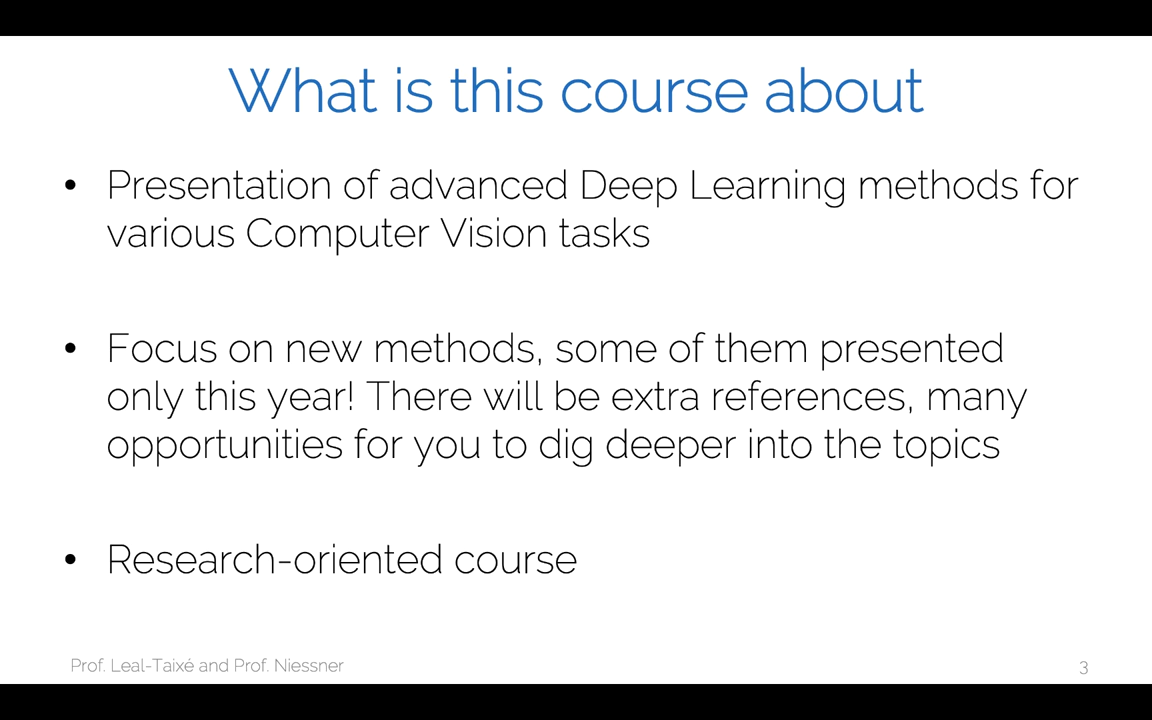 What is this course about
• Presentation of advanced Deep Learning methods for
various Computer Vision tasks
• Focus on new methods, some of them presented
only this year! There will be extra references, many
opportunities for you to dig deeper into the topics
• Research-oriented course
Prof. Leal-Taixé and Prof. Niessner
3